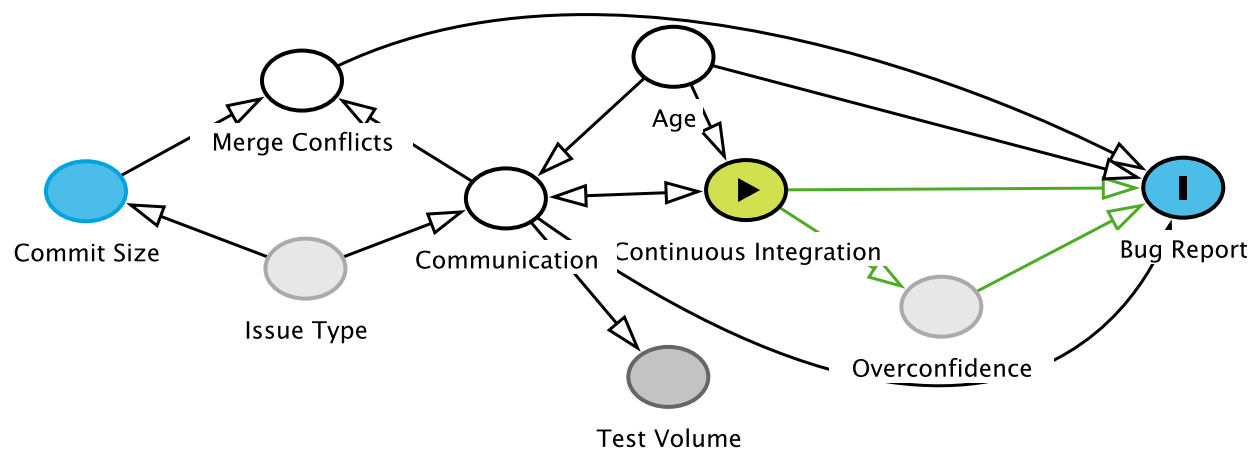 Merge Conflicts
Age
Commit Size
Communication
Continuous Integration
Bug Report
Issue Type
Overconfidence
Test Volume